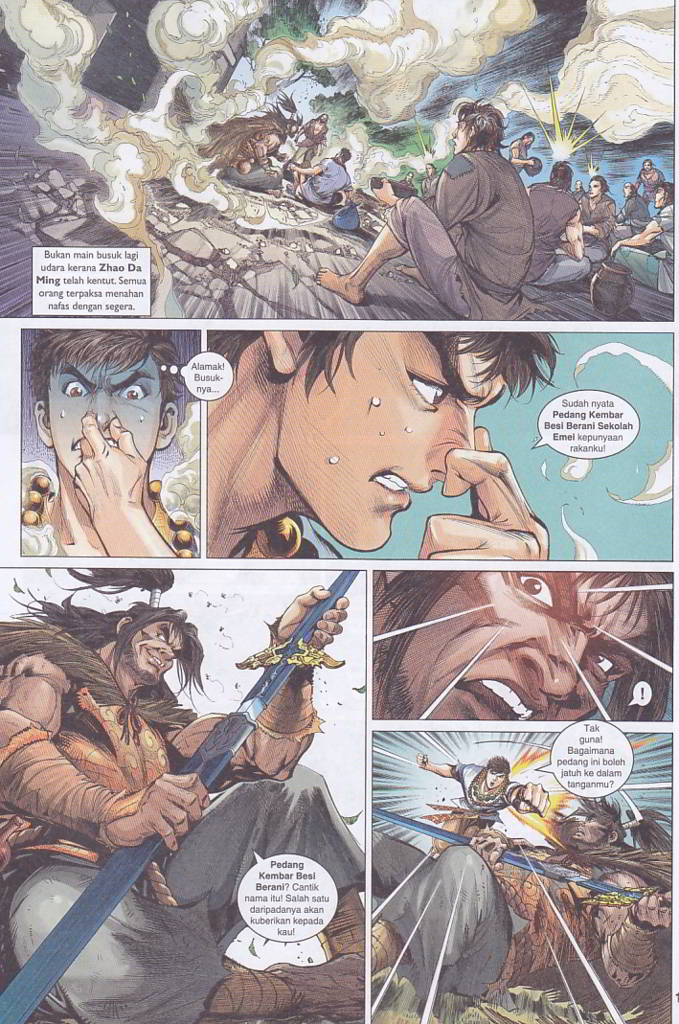 Bukan main busuk lagi
udara kerana Zhao Da
Ming telah kentut. Semua
orang terpaksa menahan
nafas dengan segera.
Alamak!
Busuk-
nya...
Sudah nyata
Pedang Kembar
Besi Berani Sekolah
Emei kepunyaan
rakanku!
Pedang
Kembar Besi
Berani? Cantik
nama itu! Salah satu
daripadanya akan
kuberikan kepada
kau!
!
Tak
guna!
Bagaimana
pedang ini boleh
jatuh ke dalam
tanganmu?
1